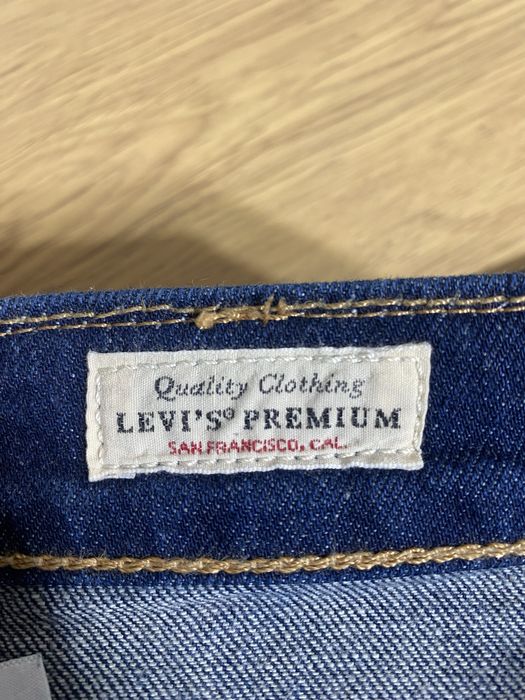 Quality Clothing
LEVI'S® PREMIUM
SAN FRANCISCO, CAL.